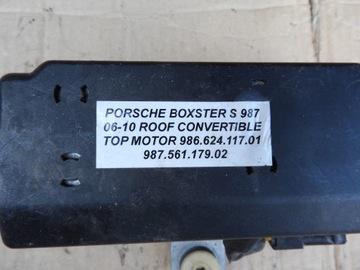 PORSCHE BOXSTER S 987
06-10 ROOF CONVERTIBLE
TOP MOTOR 986.624.117.01
987.561.179.02